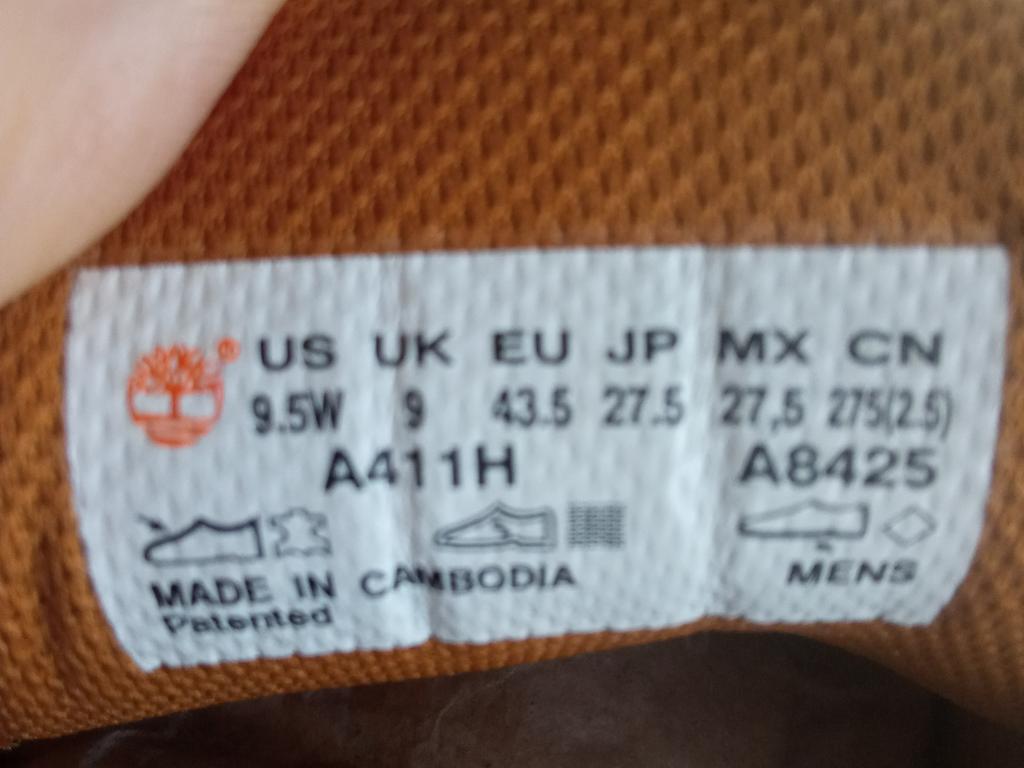 ® US UK EU JP MX CN
9.5W 9 43.5 27.5 27,5 275(2.5)
A411H A8425
MADE IN CAMBODIA MENS
Patented